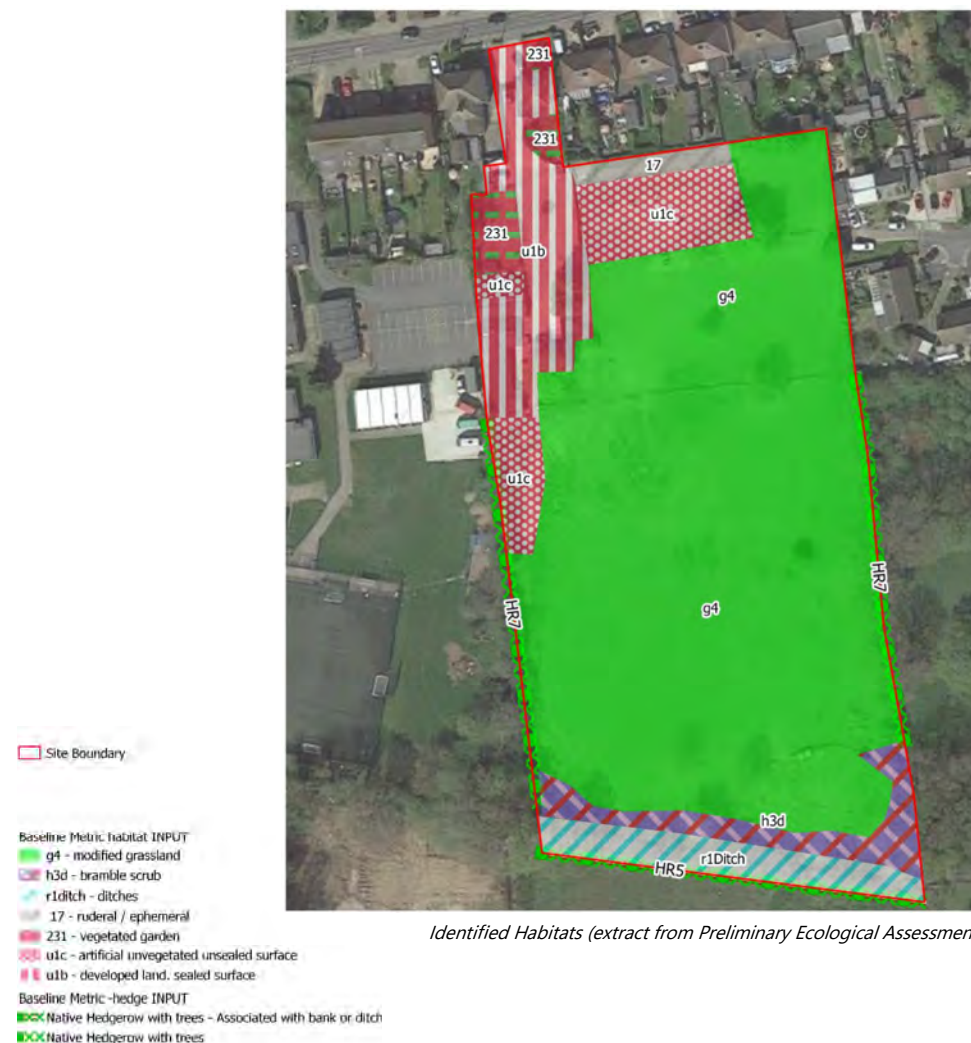 231
231
17
u1c
231
u1b
u1c
g4
u1c
HR7
HR7
g4
h3d
r1Ditch
HR5
Identified Habitats (extract from Preliminary Ecological Assessmen
Site Boundary
Baseline Metric habitat INPUT
g4 - modified grassland
h3d - bramble scrub
r1ditch - ditches
17 - ruderal / ephemeral
231 - vegetated garden
u1c - artificial unvegetated unsealed surface
u1b - developed land. sealed surface
Baseline Metric -hedge INPUT
Native Hedgerow with trees - Associated with bank or ditch
Native Hedgerow with trees